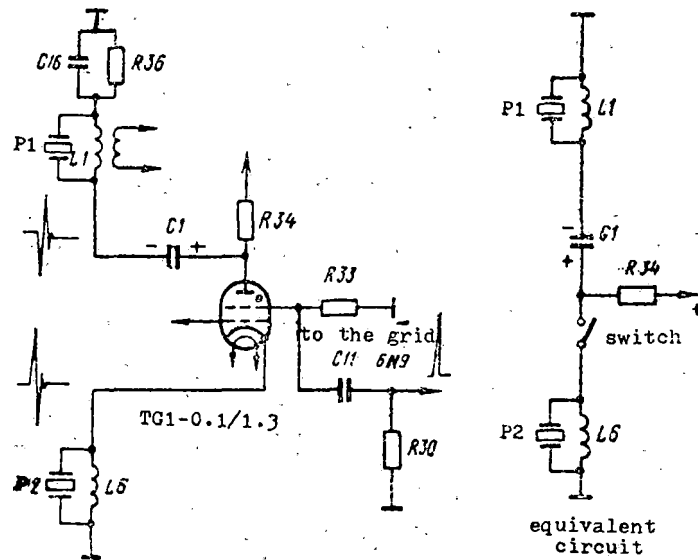 C16
R36
P1
L1
C1
R34
R33
to the grid
C11 6N9
TG1-0.1/1.3
R30
P2
L6
P1
L1
C1
R34
switch
P2
L6
equivalent
circuit